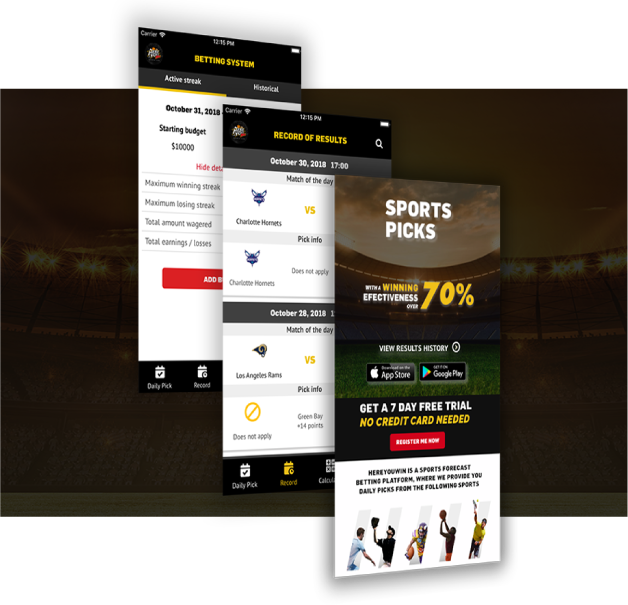 Carrier
12:15 PM
BETTING SYSTEM
Active streak
Historical
October 31, 2018
Starting budget
$10000
Hide
Maximum winning streak
Maximum losing streak
Total amount wagered
Total earnings / losses
ADD
Daily Pick
Record
Carrier
12:15 PM
RECORD OF RESULTS
October 30, 2018 17:00
Match of the day
VS
Charlotte Hornets
Pick info
Charlotte Hornets
Does not apply
October 28, 2018
Match of the day
VS
Los Angeles Rams
Pick info
Green Bay
+14 points
Does not apply
Daily Pick
Record
SPORTS
PICKS
WITH A WINNING
EFECTIVENESS
OVER
70%
VIEW RESULTS HISTORY
Download on the
App Store
GET IT ON
Google Play
GET A 7 DAY FREE TRIAL
NO CREDIT CARD NEEDED
REGISTER ME NOW
HEREYOUWIN IS A SPORTS FORECAST
BETTING PLATFORM, WHERE WE PROVIDE YOU
DAILY PICKS FROM THE FOLLOWING SPORTS